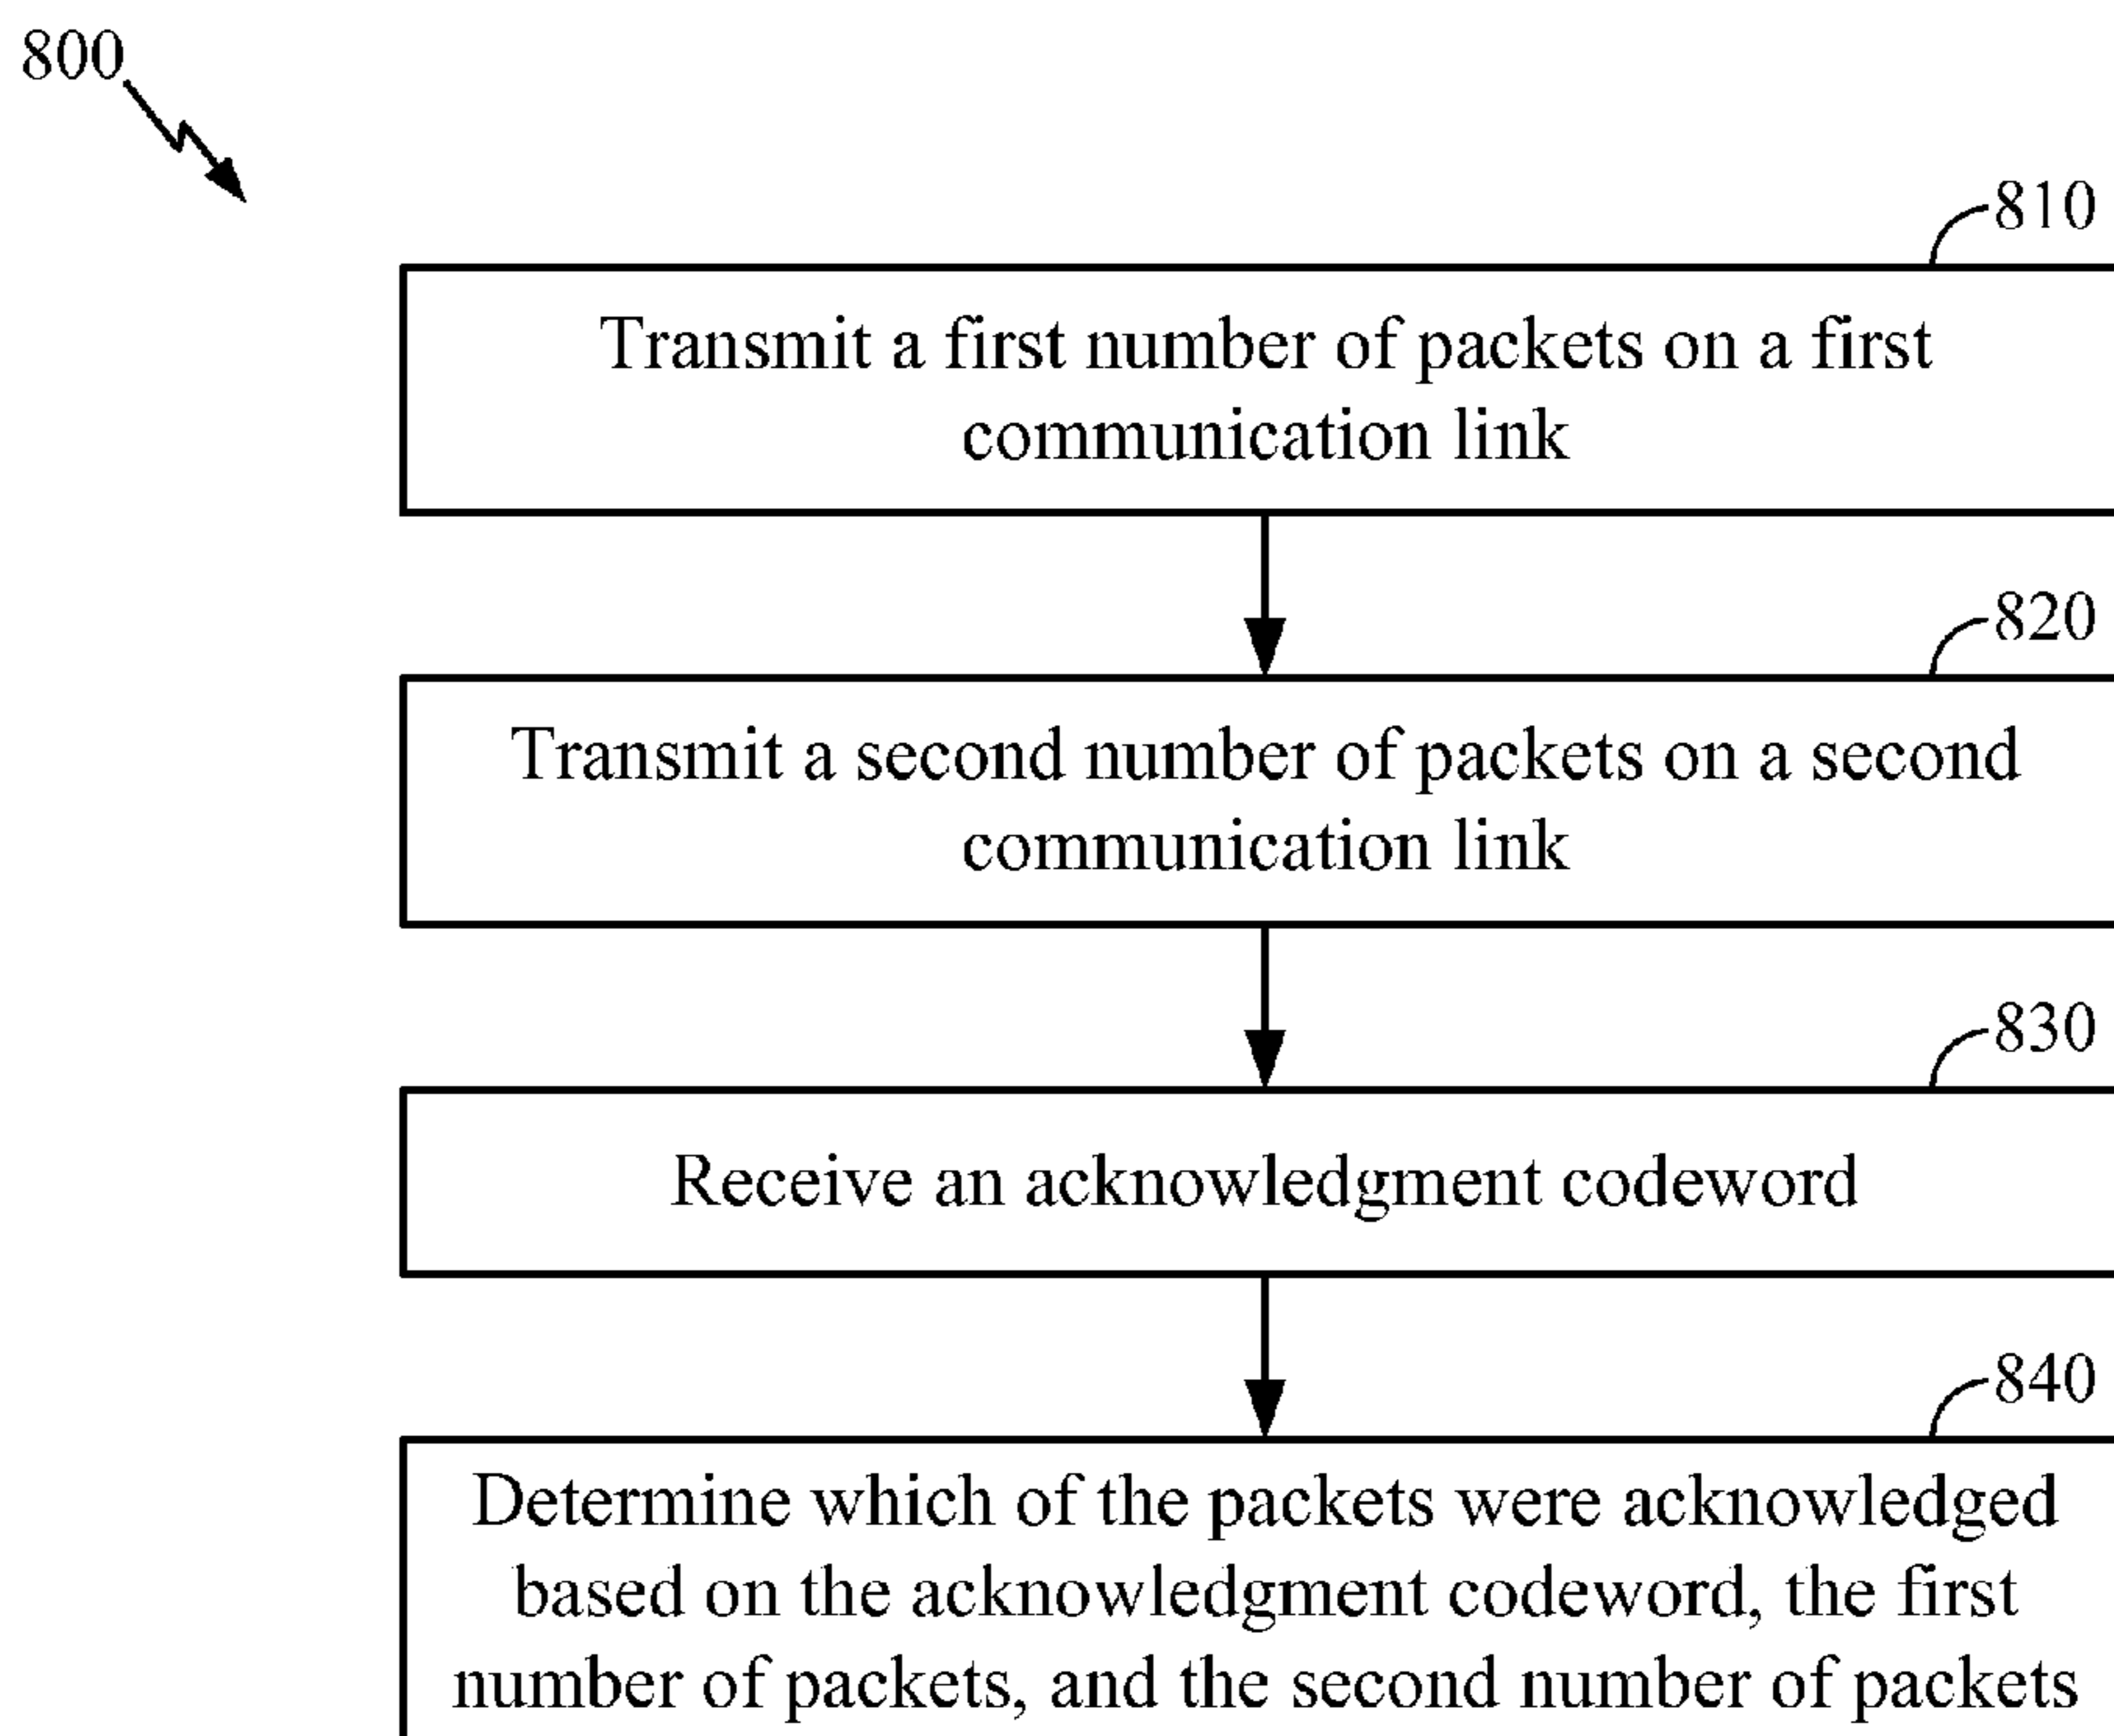 800
810
Transmit a first number of packets on a first
communication link
820
Transmit a second number of packets on a second
communication link
830
Receive an acknowledgment codeword
840
Determine which of the packets were acknowledged
based on the acknowledgment codeword, the first
number of packets, and the second number of packets